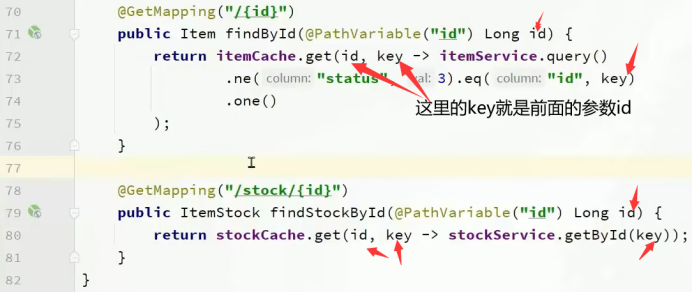 70 @GetMapping("/{id}")
71 public Item findById(@PathVariable("id") Long id) {
72 return itemCache.get(id, key -> itemService.query()
73 .ne( column: "status", val: 3).eq( column: "id", key)
74 .one()
这里的key就是前面的参数id
75 );
76 }
77
78 @GetMapping("/stock/{id}")
79 public ItemStock findStockById(@PathVariable("id") Long id) {
80 return stockCache.get(id, key -> stockService.getById(key));
81 }
82 }